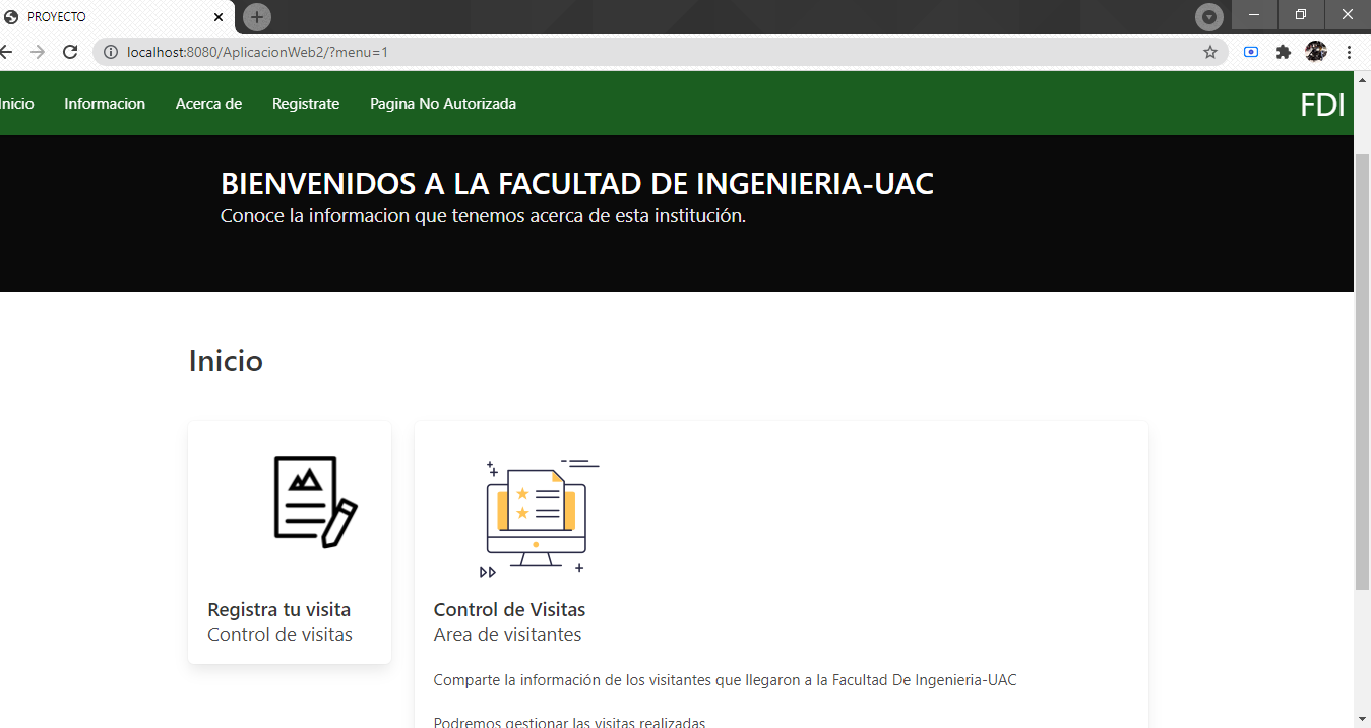 PROYECTO
localhost:8080/AplicacionWeb2/?menu=1
Inicio Informacion Acerca de Registrate Pagina No Autorizada FDI
BIENVENIDOS A LA FACULTAD DE INGENIERIA-UAC
Conoce la informacion que tenemos acerca de esta institución.
Inicio
Registra tu visita
Control de visitas
Control de Visitas
Area de visitantes
Comparte la información de los visitantes que llegaron a la Facultad De Ingenieria-UAC
Podremos gestionar las visitas realizadas